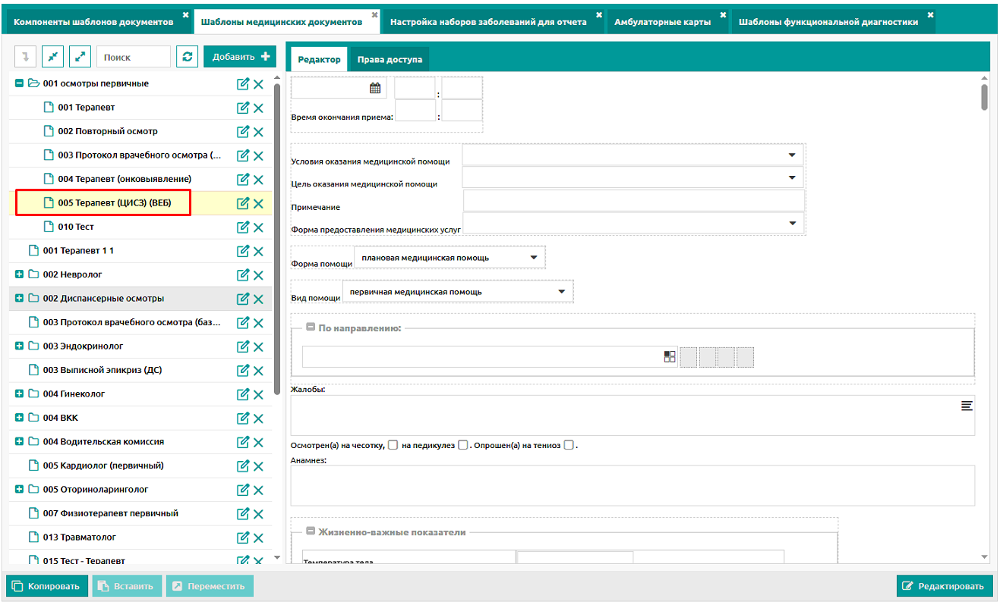 Компоненты шаблонов документов
Шаблоны медицинских документов
Настройка наборов заболеваний для отчета
Амбулаторные карты
Шаблоны функциональной диагностики
Поиск
Добавить
001 осмотры первичные
001 Терапевт
002 Повторный осмотр
003 Протокол врачебного осмотра (...
004 Терапевт (онковыявление)
005 Терапевт (ЦИСЗ) (ВЕБ)
010 Тест
001 Терапевт 1 1
002 Невролог
002 Диспансерные осмотры
003 Протокол врачебного осмотра (баз...
003 Эндокринолог
003 Выписной эпикриз (ДС)
004 Гинеколог
004 ВКК
004 Водительская комиссия
005 Кардиолог (первичный)
005 Оториноларинголог
007 Физиотерапевт первичный
013 Травматолог
015 Тест - Терапевт
Редактор
Права доступа
:
Время окончания приема: :
Условия оказания медицинской помощи
Цель оказания медицинской помощи
Примечание
Форма предоставления медицинских услуг
Форма помощи плановая медицинская помощь
Вид помощи первичная медицинская помощь
По направлению:
Жалобы:
Осмотрен(а) на чесотку, на педикулез . Опрошен(а) на тениоз .
Анамнез:
Жизненно-важные показатели
Температура тела
Копировать
Вставить
Переместить
Редактировать